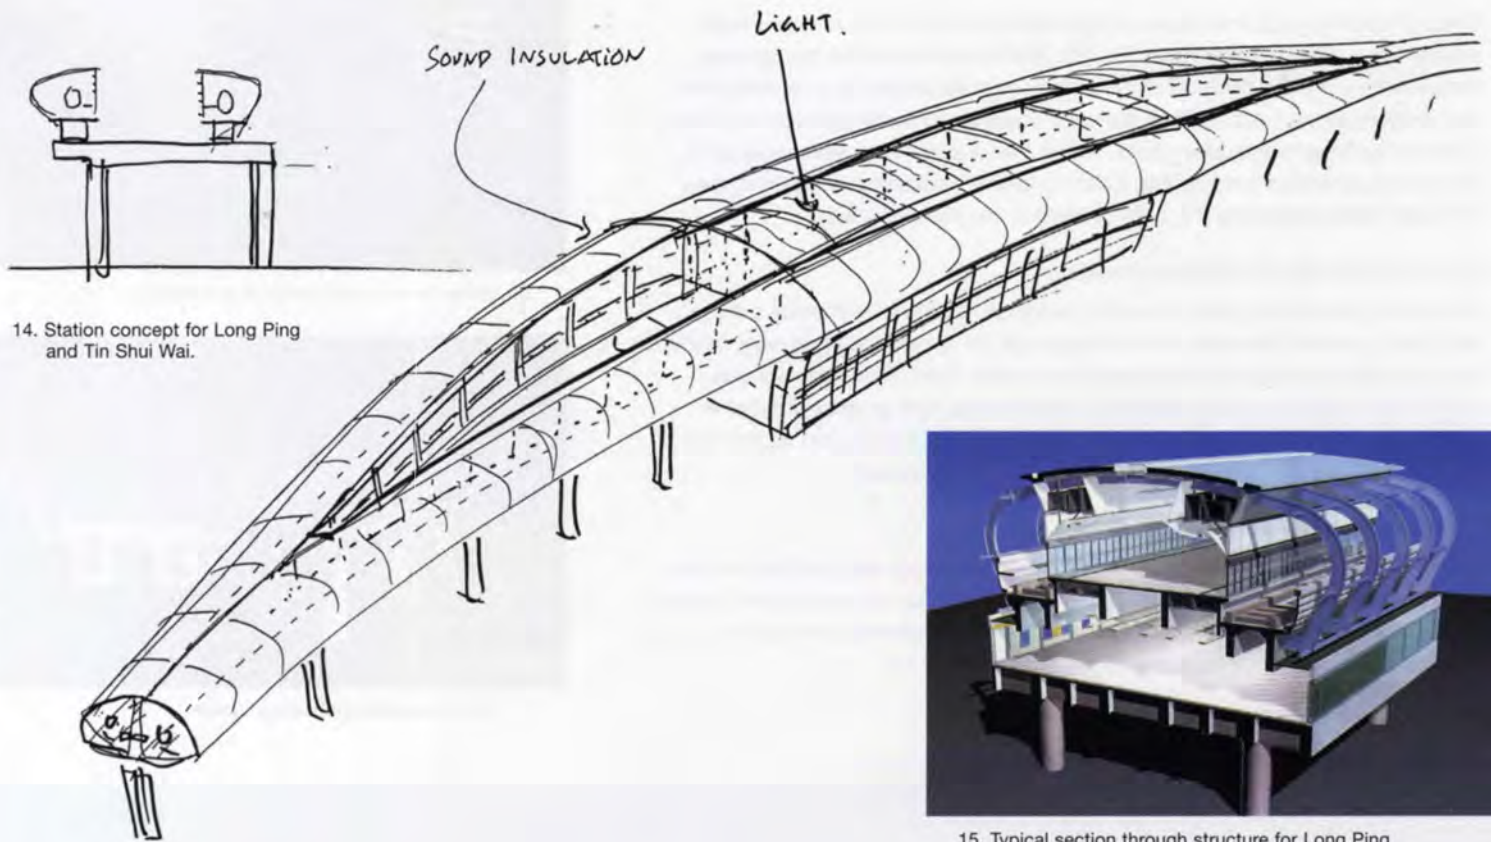 LIGHT.
SOUND INSULATION
14. Station concept for Long Ping
and Tin Shui Wai.
15. Typical section through structure for Long Ping